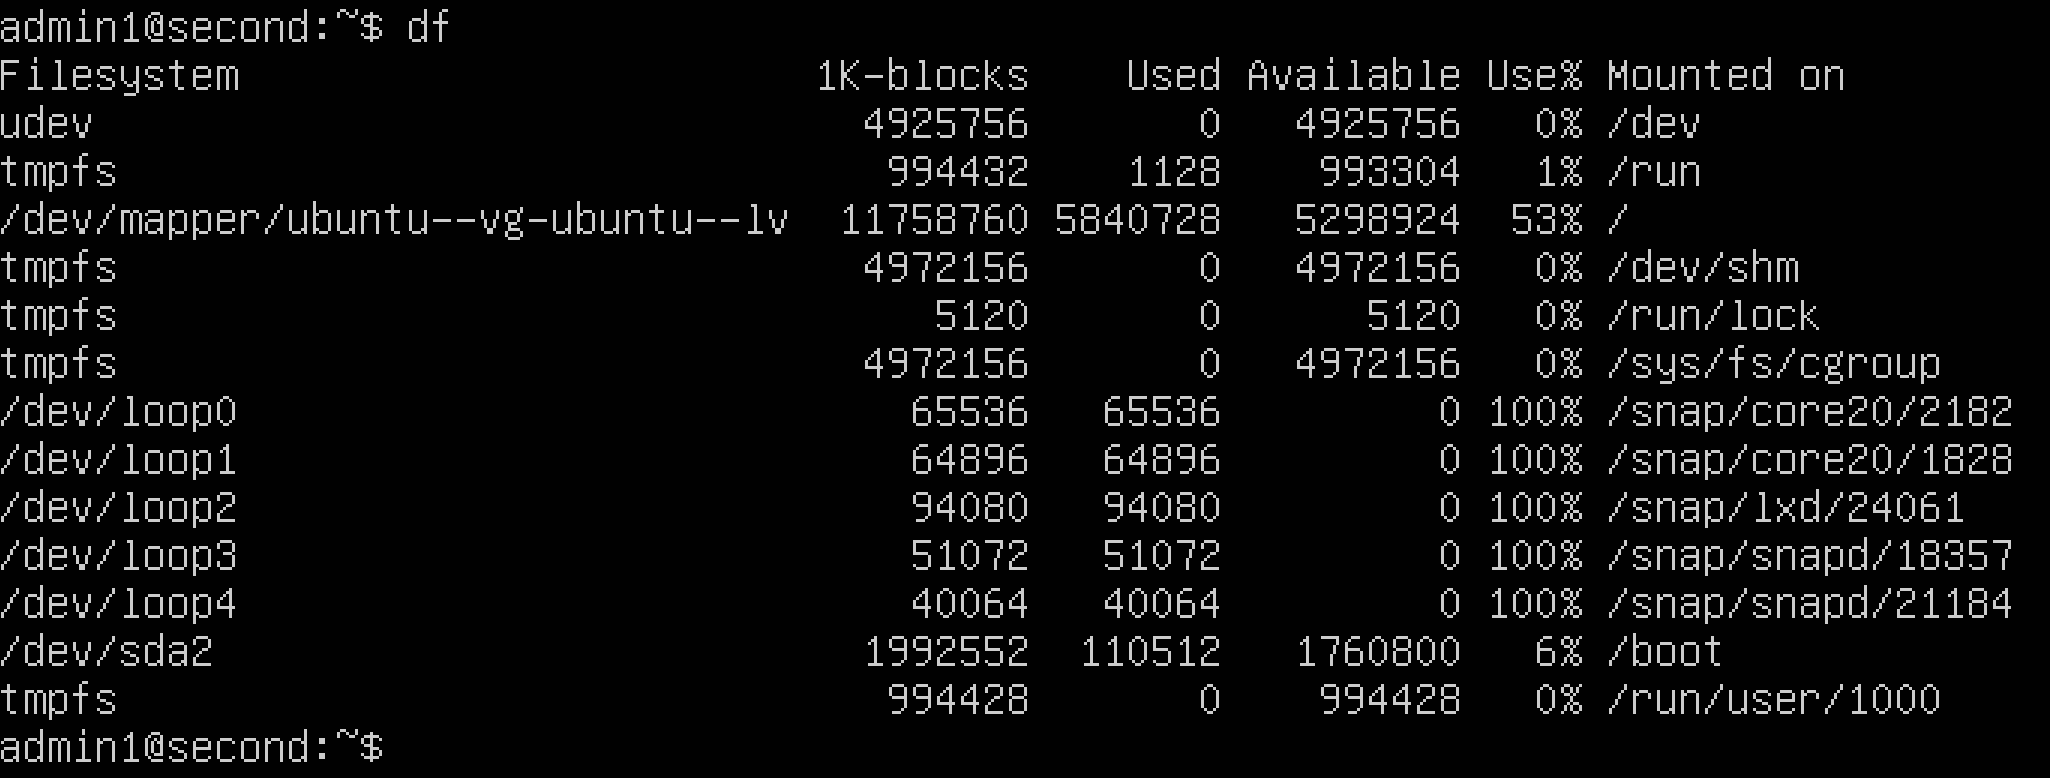 admin1@second:~$ df
Filesystem                        1K-blocks    Used Available Use% Mounted on
udev                                4925756       0   4925756   0% /dev
tmpfs                                994432    1128    993304   1% /run
/dev/mapper/ubuntu--vg-ubuntu--lv  11758760 5840728   5298924  53% /
tmpfs                               4972156       0   4972156   0% /dev/shm
tmpfs                                  5120       0      5120   0% /run/lock
tmpfs                               4972156       0   4972156   0% /sys/fs/cgroup
/dev/loop0                            65536   65536         0 100% /snap/core20/2182
/dev/loop1                            64896   64896         0 100% /snap/core20/1828
/dev/loop2                            94080   94080         0 100% /snap/lxd/24061
/dev/loop3                            51072   51072         0 100% /snap/snapd/18357
/dev/loop4                            40064   40064         0 100% /snap/snapd/21184
/dev/sda2                           1992552  110512   1760800   6% /boot
tmpfs                                994428       0    994428   0% /run/user/1000
admin1@second:~$